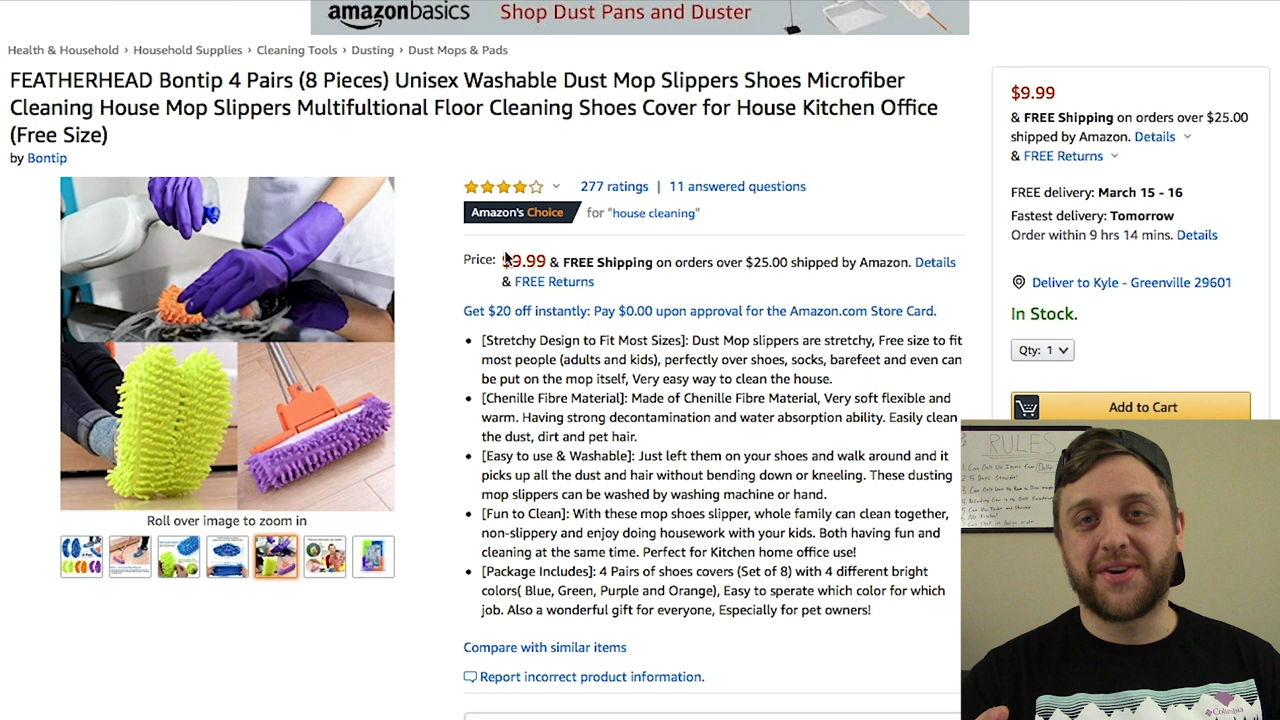 amazonbasics Shop Dust Pans and Duster
Health & Household › Household Supplies › Cleaning Tools › Dusting › Dust Mops & Pads
FEATHERHEAD Bontip 4 Pairs (8 Pieces) Unisex Washable Dust Mop Slippers Shoes Microfiber
Cleaning House Mop Slippers Multifultional Floor Cleaning Shoes Cover for House Kitchen Office
(Free Size)
by Bontip
277 ratings | 11 answered questions
Amazon's Choice for "house cleaning"
Price: $9.99 & FREE Shipping on orders over $25.00 shipped by Amazon. Details
& FREE Returns
Get $20 off instantly: Pay $0.00 upon approval for the Amazon.com Store Card.
• [Stretchy Design to Fit Most Sizes]: Dust Mop slippers are stretchy, Free size to fit
most people (adults and kids), perfectly over shoes, socks, barefeet and even can
be put on the mop itself, Very easy way to clean the house.
• [Chenille Fibre Material]: Made of Chenille Fibre Material, Very soft flexible and
warm. Having strong decontamination and water absorption ability. Easily clean
the dust, dirt and pet hair.
• [Easy to use & Washable]: Just left them on your shoes and walk around and it
picks up all the dust and hair without bending down or kneeling. These dusting
mop slippers can be washed by washing machine or hand.
• [Fun to Clean]: With these mop shoes slipper, whole family can clean together,
non-slippery and enjoy doing housework with your kids. Both having fun and
cleaning at the same time. Perfect for Kitchen home office use!
• [Package Includes]: 4 Pairs of shoes covers (Set of 8) with 4 different bright
colors( Blue, Green, Purple and Orange), Easy to sperate which color for which
job. Also a wonderful gift for everyone, Especially for pet owners!
Compare with similar items
Report incorrect product information.
Roll over image to zoom in
$9.99
& FREE Shipping on orders over $25.00
shipped by Amazon. Details
& FREE Returns
FREE delivery: March 15 - 16
Fastest delivery: Tomorrow
Order within 9 hrs 14 mins. Details
Deliver to Kyle - Greenville 29601
In Stock.
Qty: 1
Add to Cart
RULES
Columbia